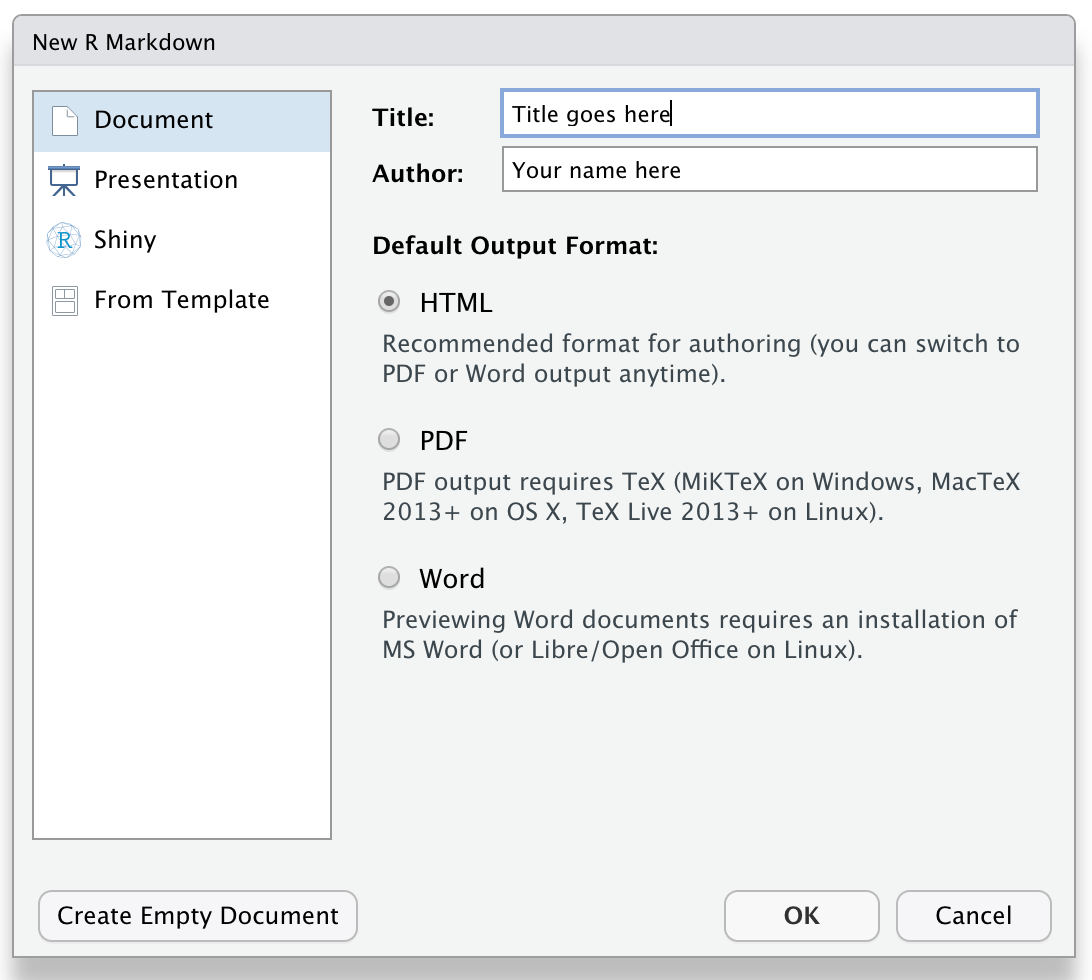 New R Markdown
Document
Presentation
R Shiny
From Template
Title: Title goes here
Author: Your name here
Default Output Format:
HTML
Recommended format for authoring (you can switch to
PDF or Word output anytime).
PDF
PDF output requires TeX (MiKTeX on Windows, MacTeX
2013+ on OS X, TeX Live 2013+ on Linux).
Word
Previewing Word documents requires an installation of
MS Word (or Libre/Open Office on Linux).
Create Empty Document
OK
Cancel